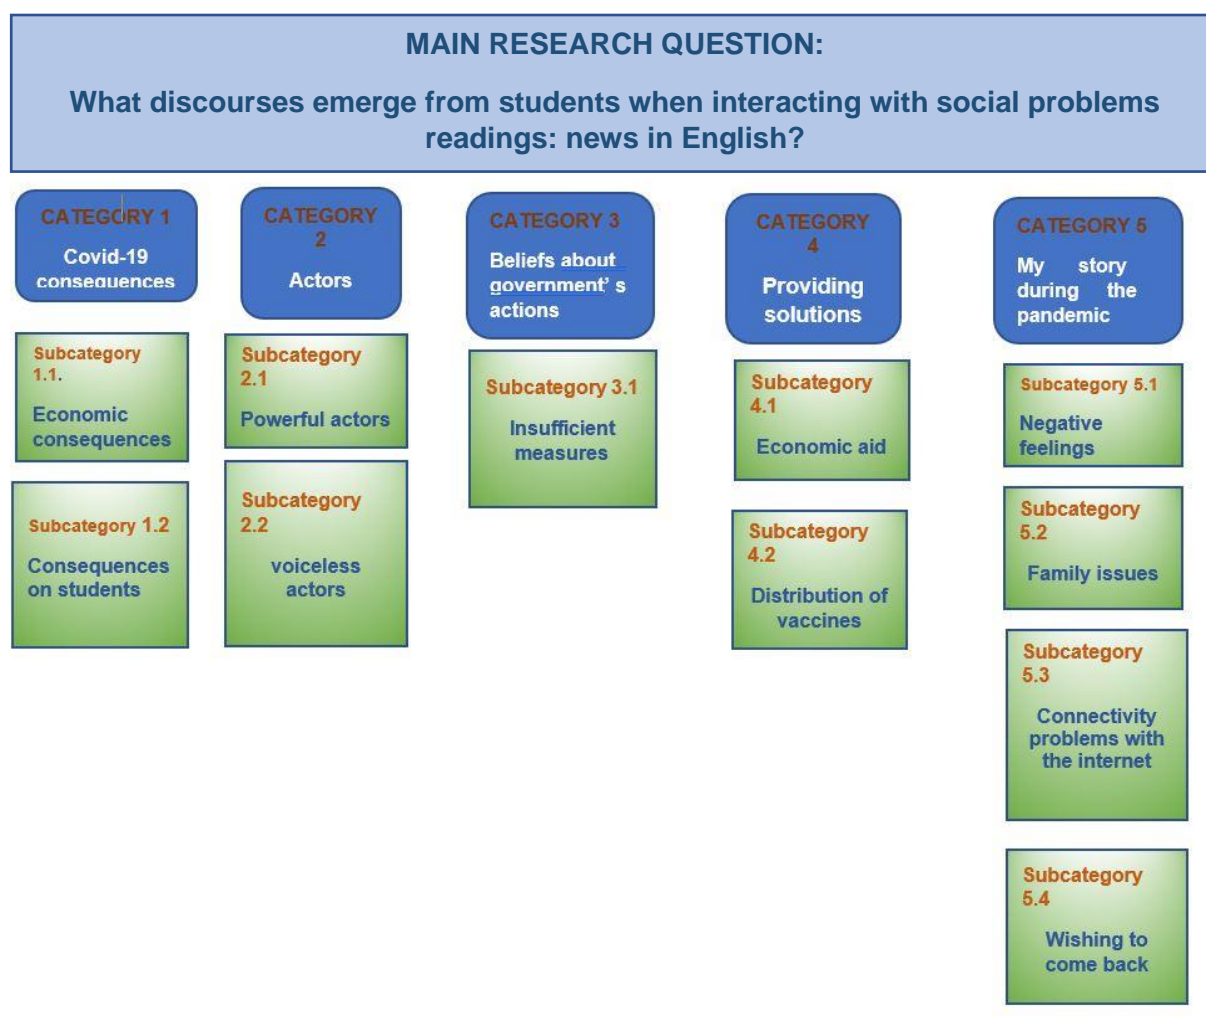 MAIN RESEARCH QUESTION:
What discourses emerge from students when interacting with social problems
readings: news in English?
CATEGORY 1
Covid-19
consequences
Subcategory
1.1.
Economic
consequences
Subcategory 1.2
Consequences
on students
CATEGORY
2
Actors
Subcategory
2.1
Powerful actors
Subcategory
2.2
voiceless
actors
CATEGORY 3
Beliefs about
government' s
actions
Subcategory 3.1
Insufficient
measures
CATEGORY
4
Providing
solutions
Subcategory
4.1
Economic aid
Subcategory
4.2
Distribution of
vaccines
CATEGORY 5
My story
during the
pandemic
Subcategory 5.1
Negative
feelings
Subcategory
5.2
Family issues
Subcategory
5.3
Connectivity
problems with
the internet
Subcategory
5.4
Wishing to
come back